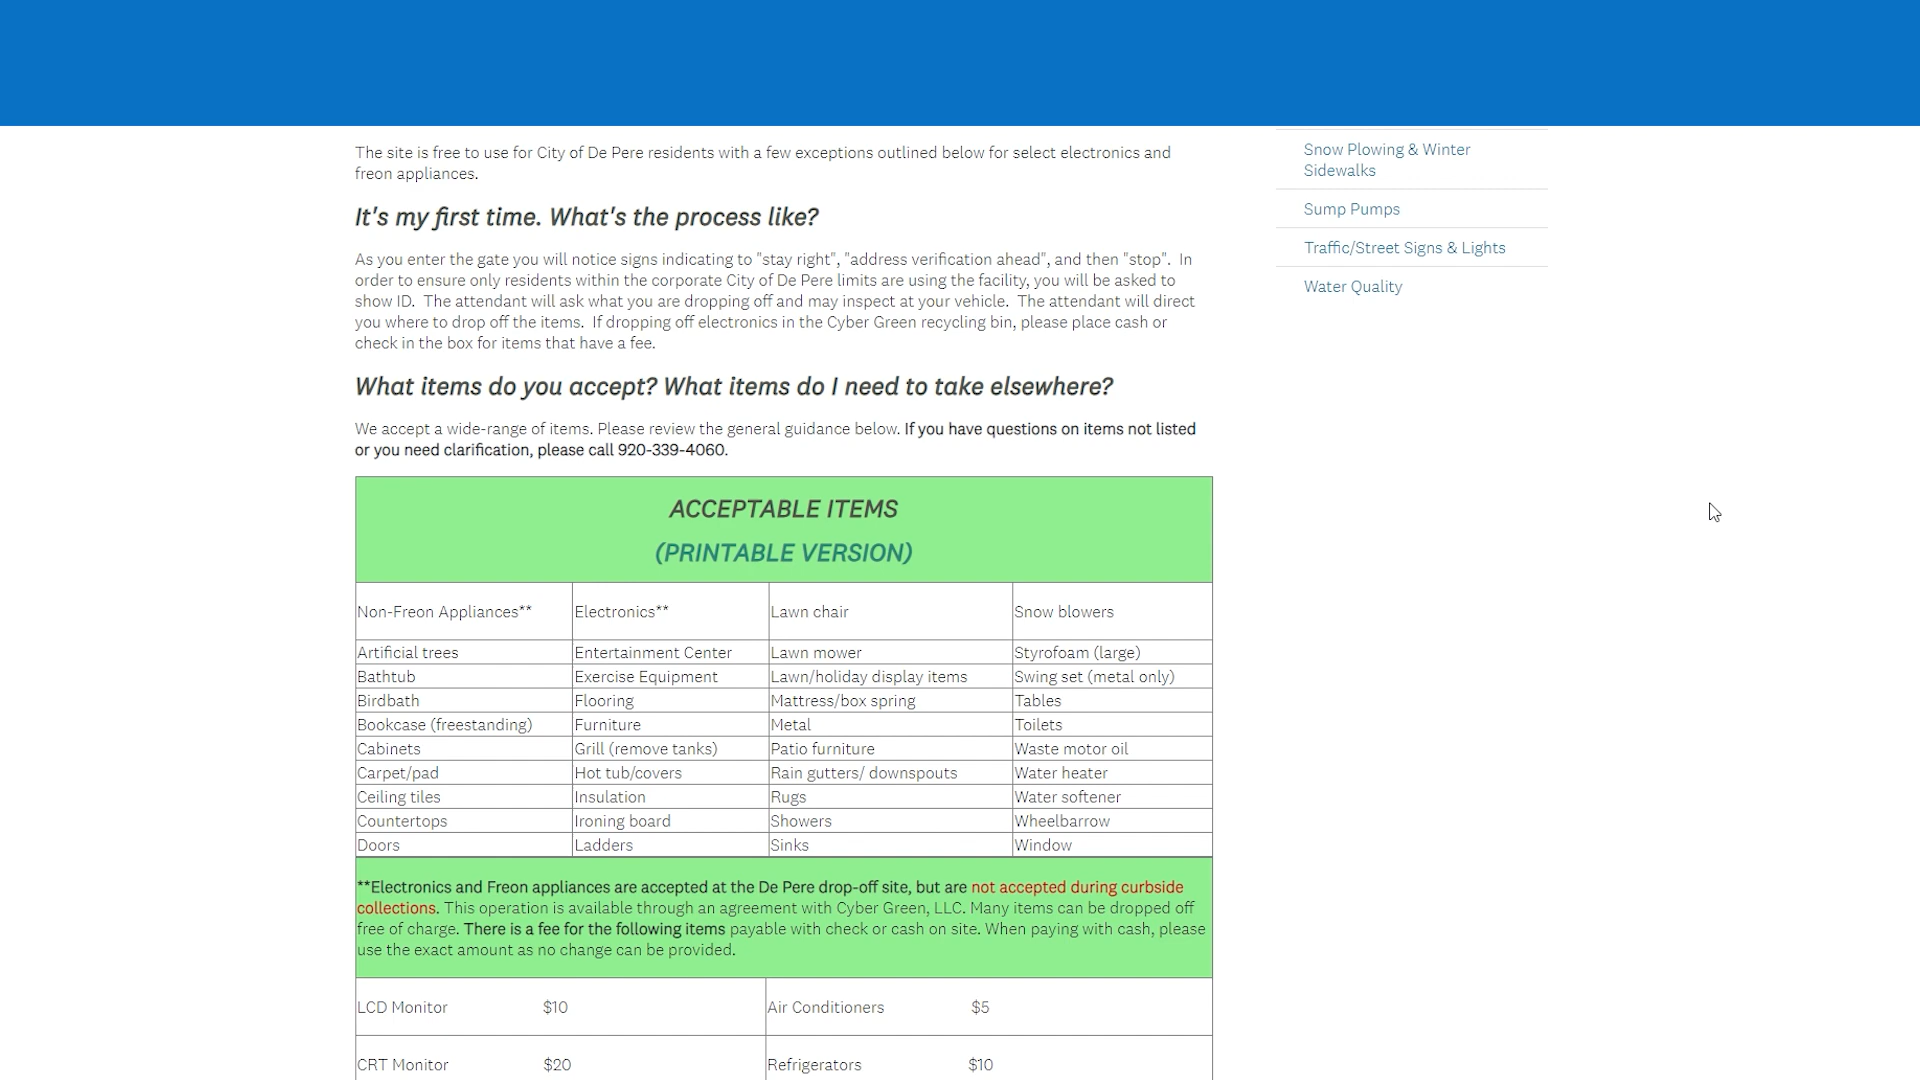 The site is free to use for City of De Pere residents with a few exceptions outlined below for select electronics and
freon appliances.
It's my first time. What's the process like?
As you enter the gate you will notice signs indicating to "stay right", "address verification ahead", and then "stop".  In
order to ensure only residents within the corporate City of De Pere limits are using the facility, you will be asked to
show ID.  The attendant will ask what you are dropping off and may inspect at your vehicle.  The attendant will direct
you where to drop off the items.  If dropping off electronics in the Cyber Green recycling bin, please place cash or
check in the box for items that have a fee.
What items do you accept? What items do I need to take elsewhere?
We accept a wide-range of items. Please review the general guidance below. If you have questions on items not listed
or you need clarification, please call 920-339-4060.
ACCEPTABLE ITEMS
(PRINTABLE VERSION)
Non-Freon Appliances** Electronics** Lawn chair Snow blowers
Artificial trees Entertainment Center Lawn mower Styrofoam (large)
Bathtub Exercise Equipment Lawn/holiday display items Swing set (metal only)
Birdbath Flooring Mattress/box spring Tables
Bookcase (freestanding) Furniture Metal Toilets
Cabinets Grill (remove tanks) Patio furniture Waste motor oil
Carpet/pad Hot tub/covers Rain gutters/ downspouts Water heater
Ceiling tiles Insulation Rugs Water softener
Countertops Ironing board Showers Wheelbarrow
Doors Ladders Sinks Window
**Electronics and Freon appliances are accepted at the De Pere drop-off site, but are not accepted during curbside
collections. This operation is available through an agreement with Cyber Green, LLC. Many items can be dropped off
free of charge. There is a fee for the following items payable with check or cash on site. When paying with cash, please
use the exact amount as no change can be provided.
LCD Monitor $10 Air Conditioners $5
CRT Monitor $20 Refrigerators $10
Snow Plowing & Winter
Sidewalks
Sump Pumps
Traffic/Street Signs & Lights
Water Quality